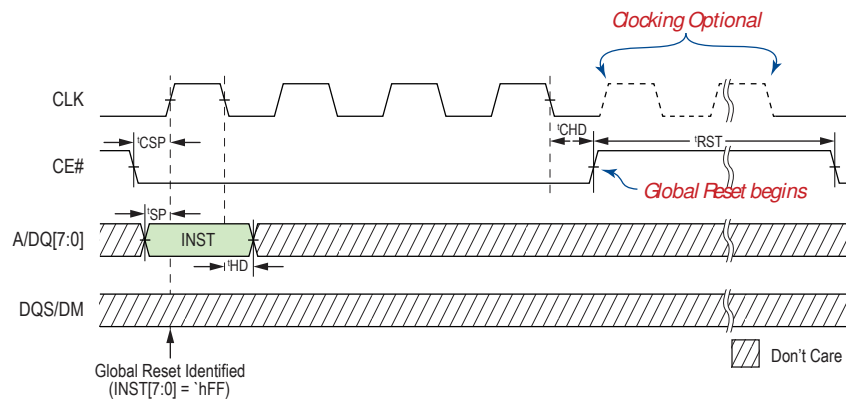 Clocking Optional
CLK
tCHD
tCSP
tRST
CE#
Global Reset begins
tSP
A/DQ[7:0]
INST
tHD
DQS/DM
Global Reset Identified
(INST[7:0] = `hFF)
Don't Care